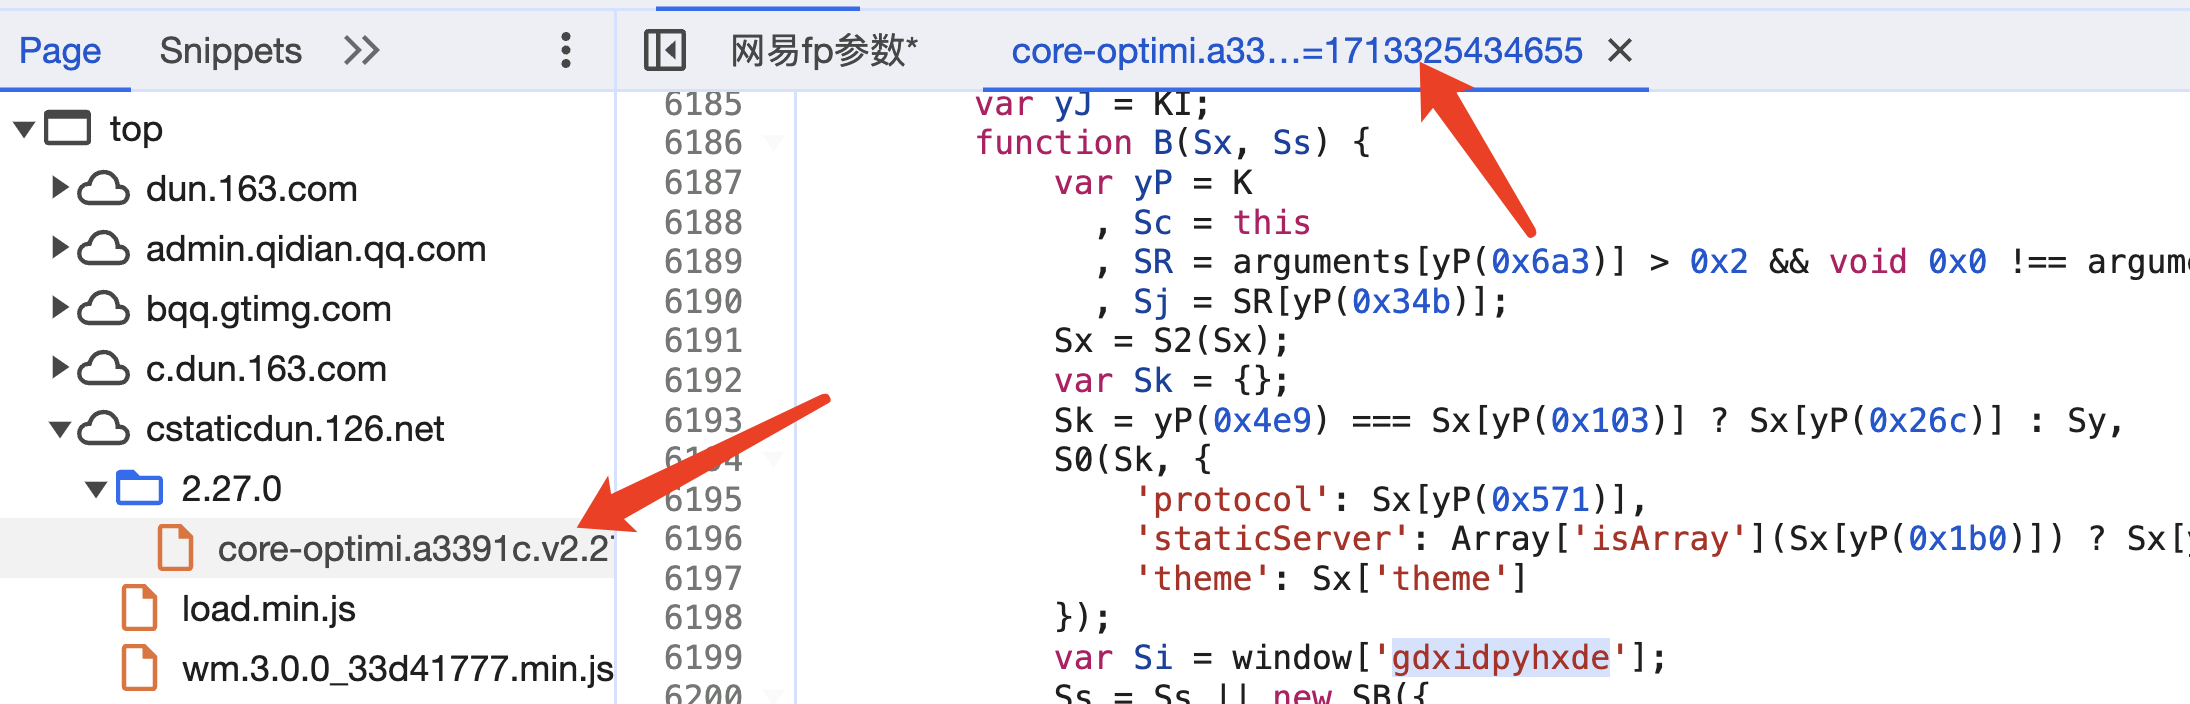 Page Snippets
网易fp参数* core-optimi.a33...=1713325434655
top
dun.163.com
admin.qidian.qq.com
bqq.gtimg.com
c.dun.163.com
cstaticdun.126.net
2.27.0
core-optimi.a3391c.v2.27
load.min.js
wm.3.0.0_33d41777.min.js
6185 var yJ = KI;
6186 function B(Sx, Ss) {
6187 var yP = K
6188 , Sc = this
6189 , SR = arguments[yP(0x6a3)] > 0x2 && void 0x0 !== argum
6190 , Sj = SR[yP(0x34b)];
6191 Sx = S2(Sx);
6192 var Sk = {};
6193 Sk = yP(0x4e9) === Sx[yP(0x103)] ? Sx[yP(0x26c)] : Sy,
6194 S0(Sk, {
6195 'protocol': Sx[yP(0x571)],
6196 'staticServer': Array['isArray'](Sx[yP(0x1b0)]) ? Sx[y
6197 'theme': Sx['theme']
6198 });
6199 var Si = window['gdxidpyhxde'];
6200 Ss = Ss || new SB({